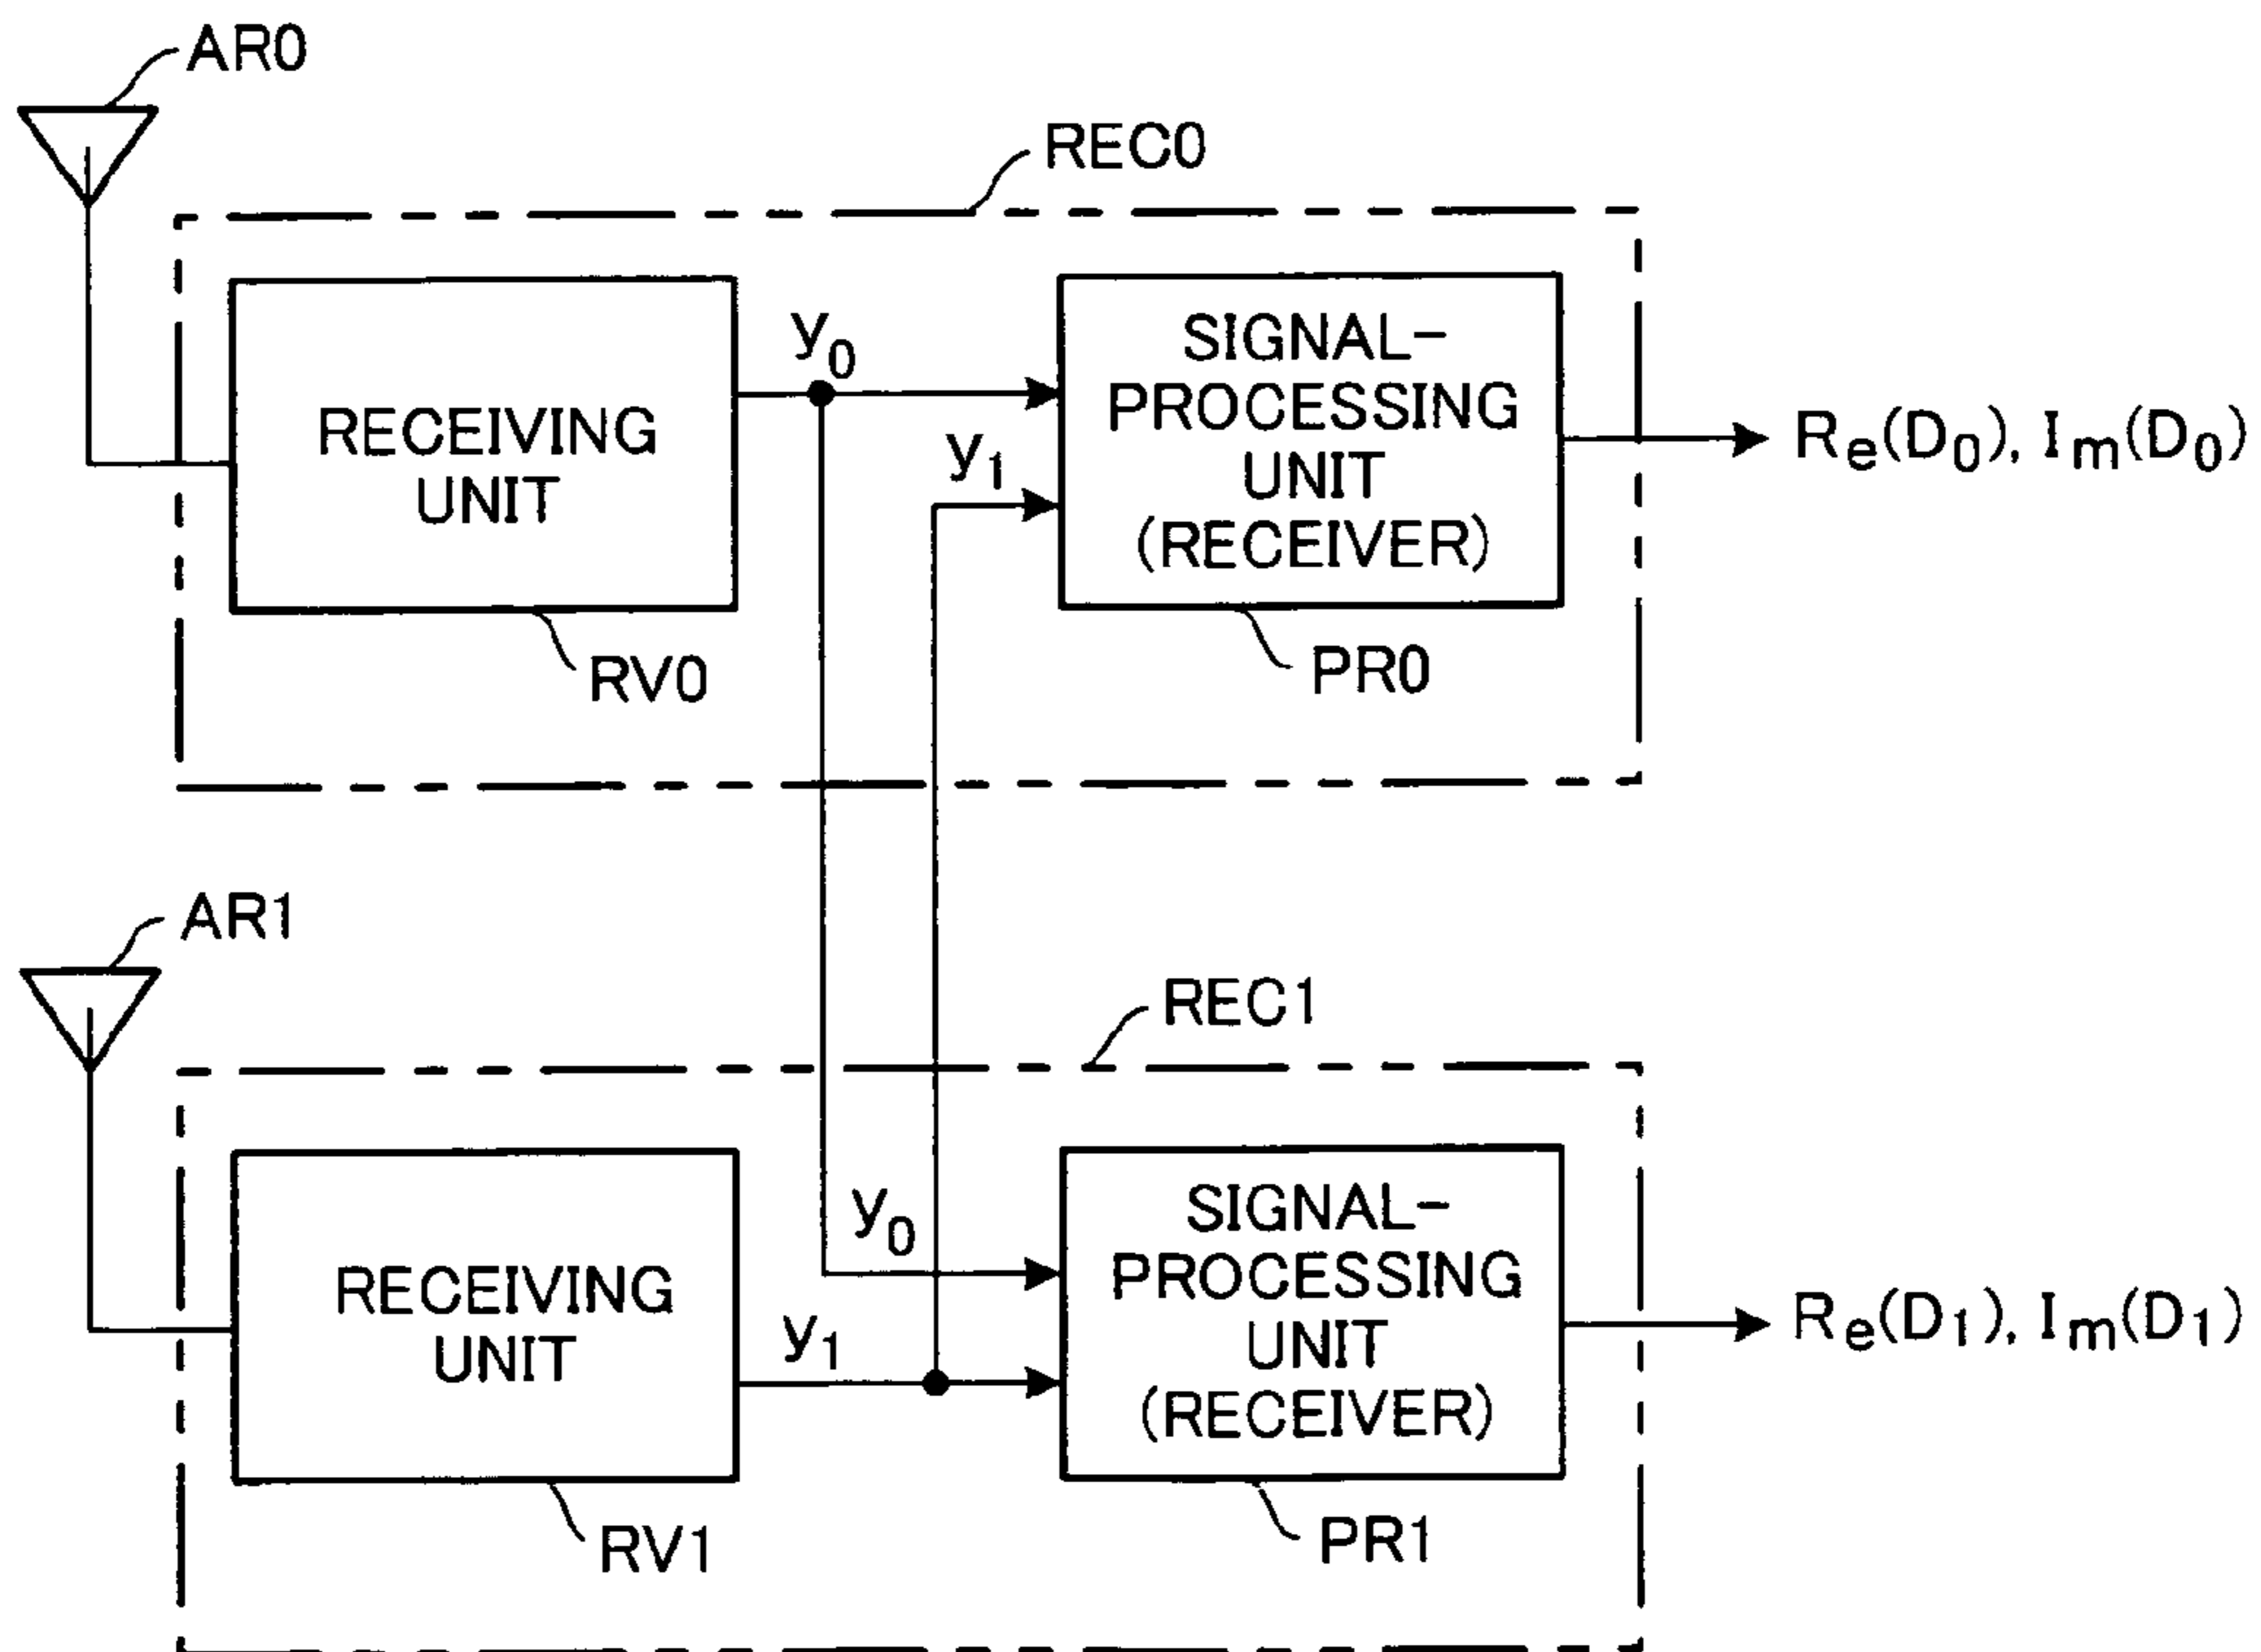 AR0
REC0
RECEIVING
UNIT
RV0
y0
y1
SIGNAL-
PROCESSING
UNIT
(RECEIVER)
PR0
Re(D0), Im(D0)
AR1
REC1
RECEIVING
UNIT
RV1
y0
y1
SIGNAL-
PROCESSING
UNIT
(RECEIVER)
PR1
Re(D1), Im(D1)